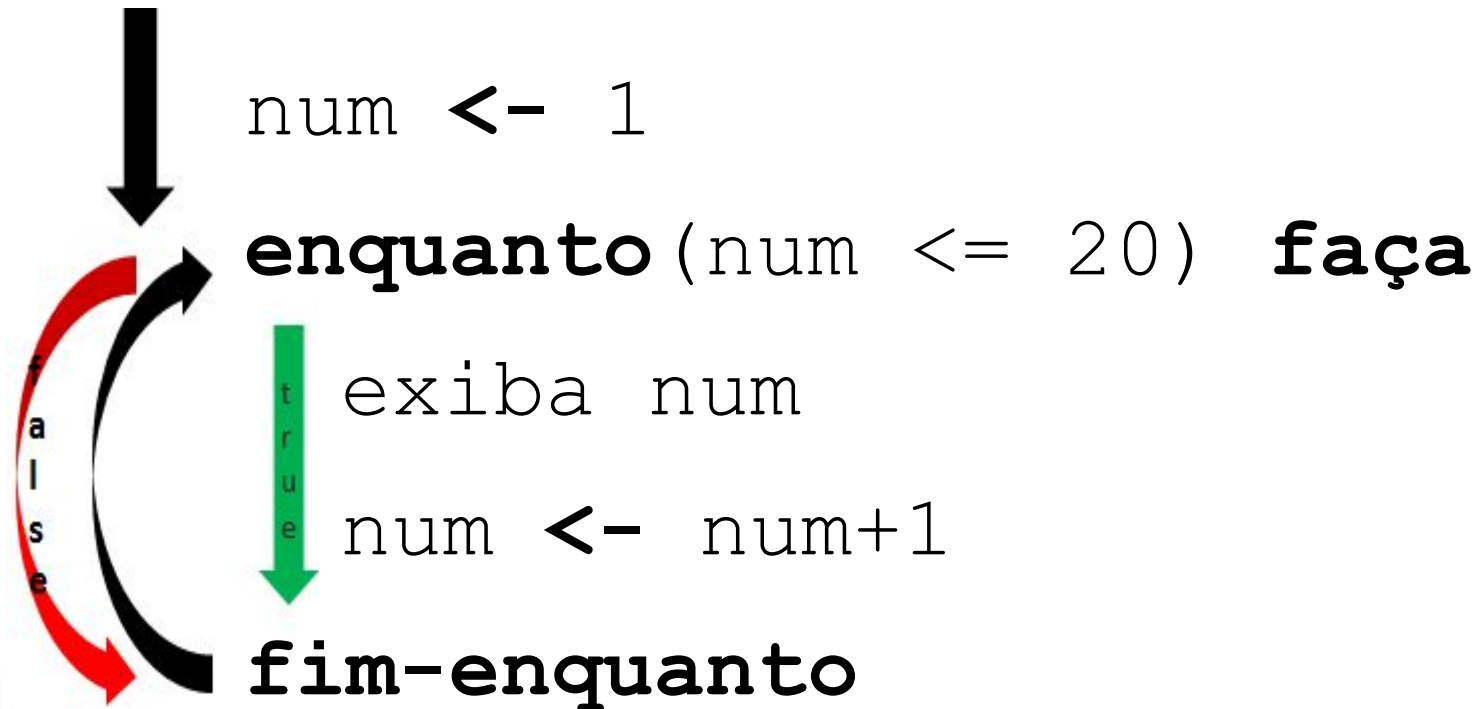 num <- 1
enquanto(num <= 20) faça
exiba num
num <- num+1
fim-enquanto
false
true